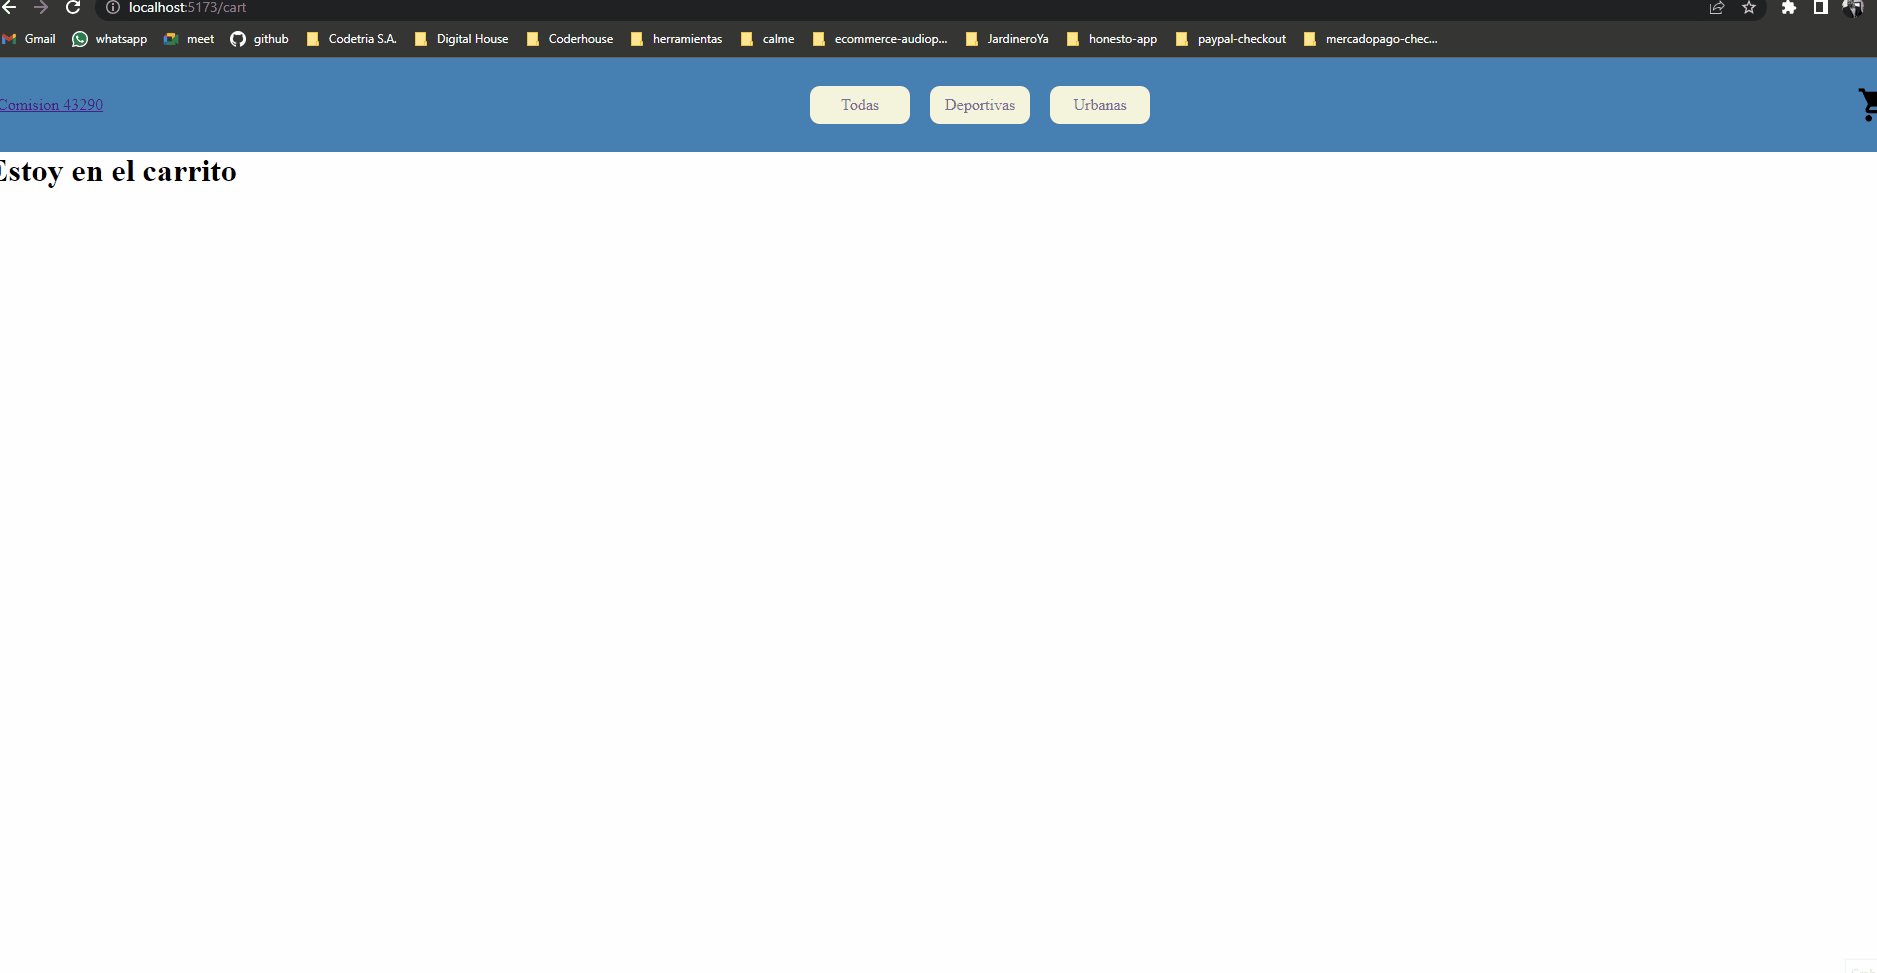 localhost:5173/cart
Gmail whatsapp meet github Codetria S.A. Digital House Coderhouse herramientas calme ecommerce-audiop... JardineroYa honesto-app paypal-checkout mercadopago-chec...
Comision 43290 Todas Deportivas Urbanas
Estoy en el carrito